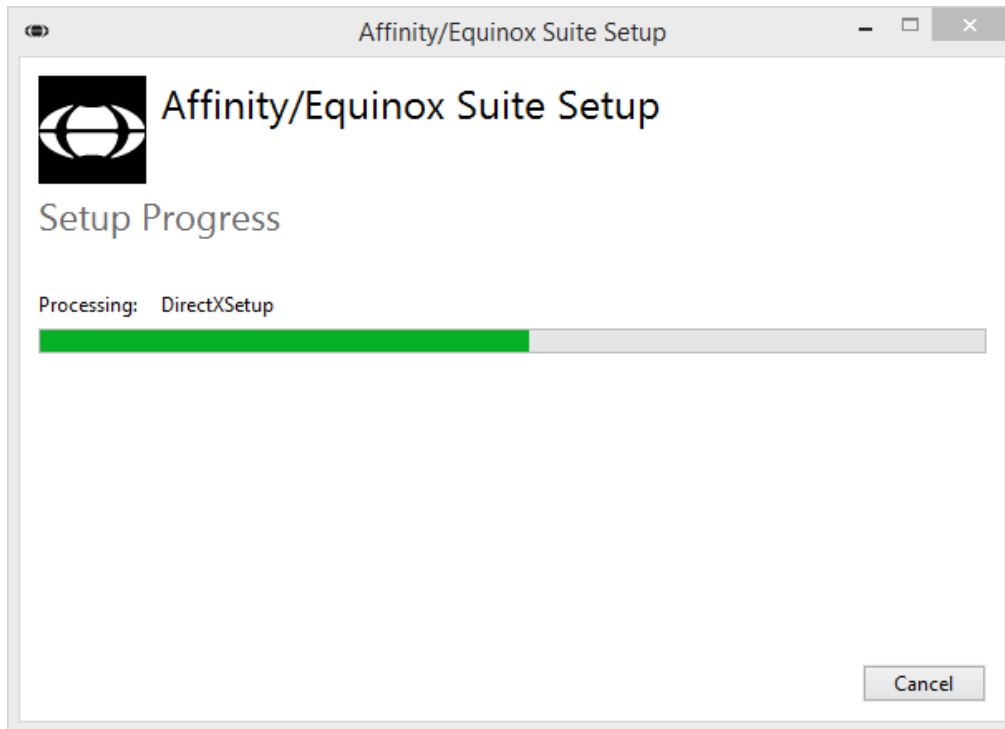 Affinity/Equinox Suite Setup
Affinity/Equinox Suite Setup
Setup Progress
Processing: DirectXSetup
Cancel